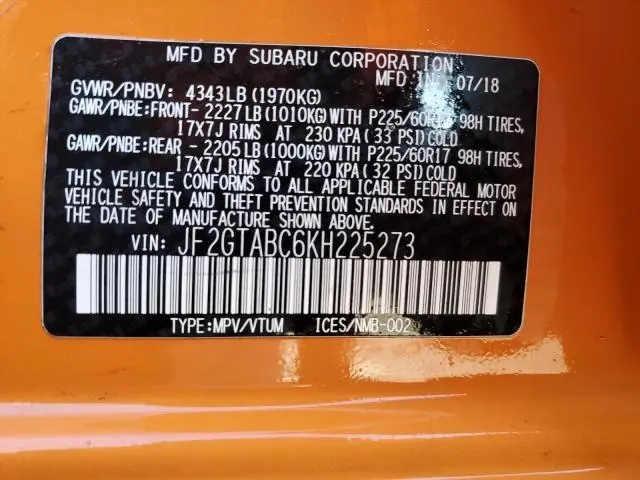 MFD BY SUBARU CORPORATION
MFD IN: 07/18
GVWR/PNBV: 4343LB(1970KG)
GAWR/PNBE:FRONT- 2227LB(1010KG)WITH P225/60R17 98H TIRES,
17X7J RIMS AT 230 KPA(33 PSI)COLD
GAWR/PNBE:REAR - 2205LB(1000KG)WITH P225/60R17 98H TIRES,
17X7J RIMS AT 220 KPA(32 PSI)COLD
THIS VEHICLE CONFORMS TO ALL APPLICABLE FEDERAL MOTOR
VEHICLE SAFETY AND THEFT PREVENTION STANDARDS IN EFFECT ON
THE DATE OF MANUFACTURE SHOWN ABOVE.
VIN: JF2GTABC6KH225273
TYPE:MPV/VTUM ICES/NMB-002